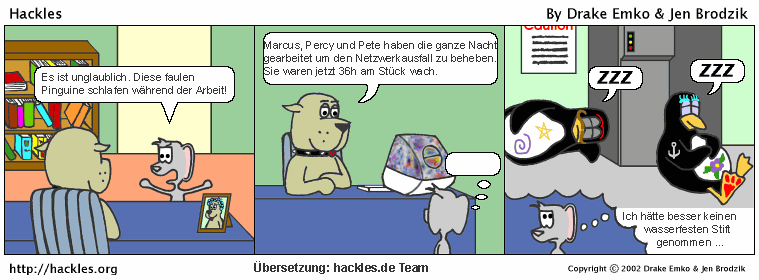 Hackles
By Drake Emko & Jen Brodzik
Es ist unglaublich. Diese faulen
Pinguine schlafen während der Arbeit!
Marcus, Percy und Pete haben die ganze Nacht
gearbeitet um den Netzwerkausfall zu beheben.
Sie waren jetzt 36h am Stück wach.
Caution
ZZZ
ZZZ
Ich hätte besser keinen
wasserfesten Stift
genommen ...
http://hackles.org
Übersetzung: hackles.de Team
Copyright © 2002 Drake Emko & Jen Brodzik